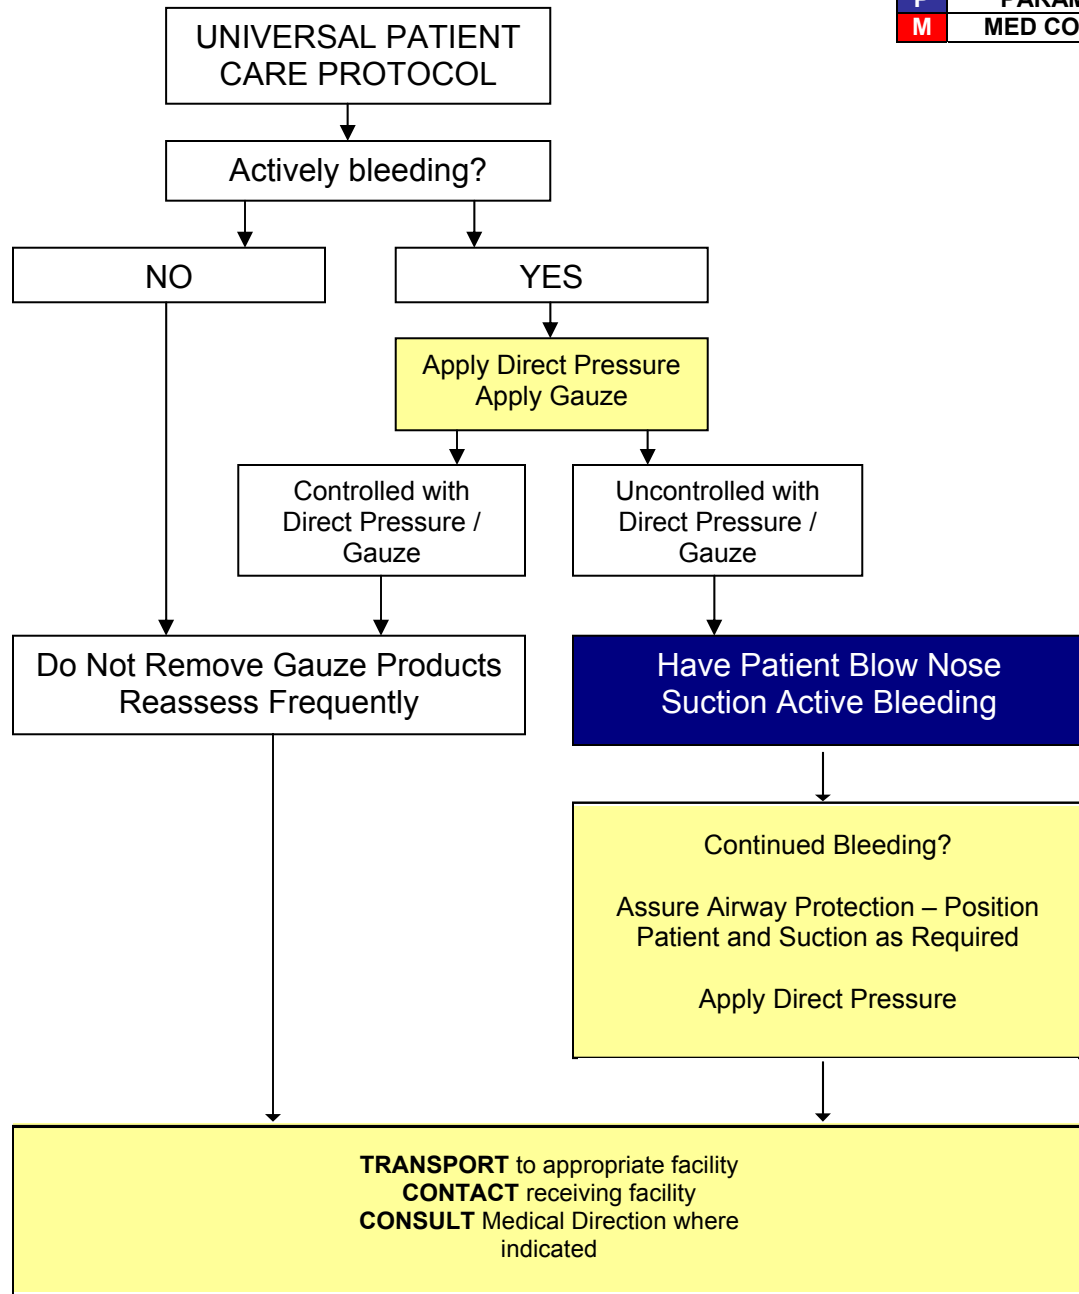 P
M MED CO
UNIVERSAL PATIENT
CARE PROTOCOL
Actively bleeding?
NO
YES
Apply Direct Pressure
Apply Gauze
Controlled with
Direct Pressure /
Gauze
Uncontrolled with
Direct Pressure /
Gauze
Do Not Remove Gauze Products
Reassess Frequently
Have Patient Blow Nose
Suction Active Bleeding
Continued Bleeding?
Assure Airway Protection – Position
Patient and Suction as Required
Apply Direct Pressure
TRANSPORT to appropriate facility
CONTACT receiving facility
CONSULT Medical Direction where
indicated